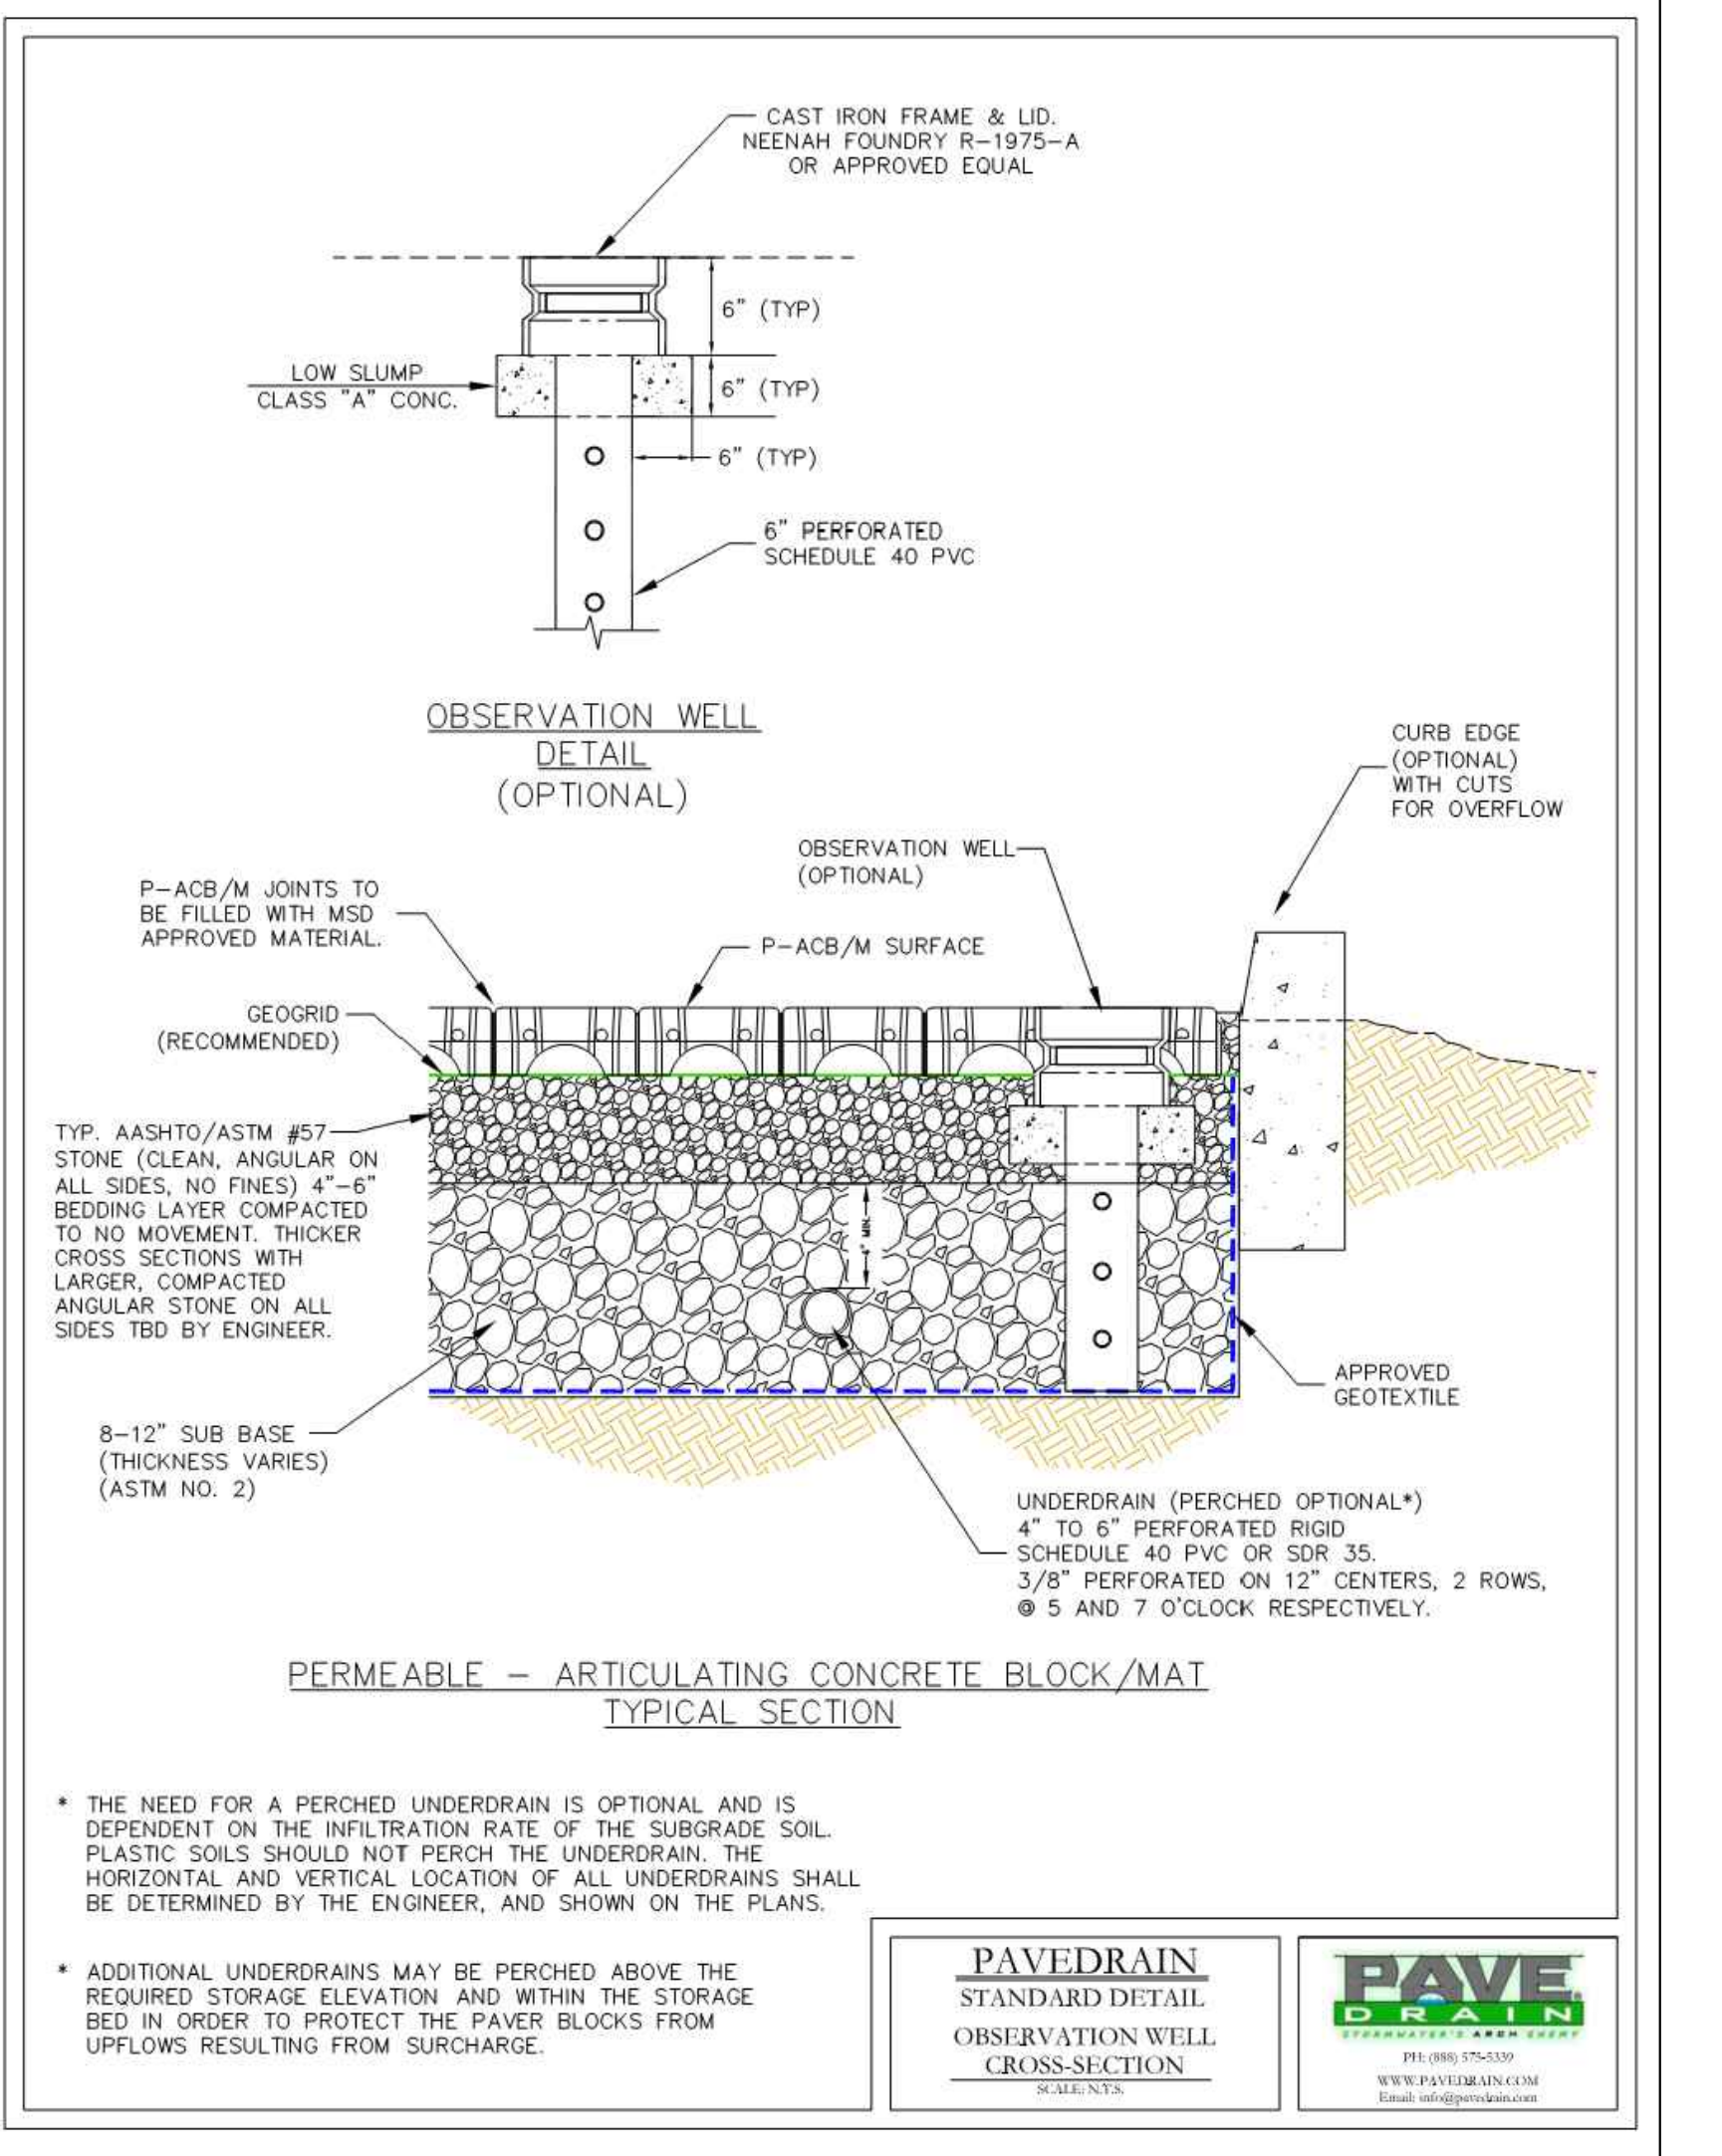 CAST IRON FRAME & LID.
NEENAH FOUNDRY R-1975-A
OR APPROVED EQUAL
6" (TYP)
LOW SLUMP
CLASS "A" CONC.
6" (TYP)
6" (TYP)
6" PERFORATED
SCHEDULE 40 PVC
OBSERVATION WELL
DETAIL
(OPTIONAL)
CURB EDGE
(OPTIONAL)
WITH CUTS
FOR OVERFLOW
OBSERVATION WELL
(OPTIONAL)
P-ACB/M JOINTS TO
BE FILLED WITH MSD
APPROVED MATERIAL.
P-ACB/M SURFACE
GEOGRID
(RECOMMENDED)
TYP. AASHTO/ASTM #57
STONE (CLEAN, ANGULAR ON
ALL SIDES, NO FINES) 4"-6"
BEDDING LAYER COMPACTED
TO NO MOVEMENT. THICKER
CROSS SECTIONS WITH
LARGER, COMPACTED
ANGULAR STONE ON ALL
SIDES TBD BY ENGINEER.
4" MIN.
APPROVED
GEOTEXTILE
8-12" SUB BASE
(THICKNESS VARIES)
(ASTM NO. 2)
UNDERDRAIN (PERCHED OPTIONAL*)
4" TO 6" PERFORATED RIGID
SCHEDULE 40 PVC OR SDR 35.
3/8" PERFORATED ON 12" CENTERS, 2 ROWS,
@ 5 AND 7 O'CLOCK RESPECTIVELY.
PERMEABLE - ARTICULATING CONCRETE BLOCK/MAT
TYPICAL SECTION
* THE NEED FOR A PERCHED UNDERDRAIN IS OPTIONAL AND IS
DEPENDENT ON THE INFILTRATION RATE OF THE SUBGRADE SOIL.
PLASTIC SOILS SHOULD NOT PERCH THE UNDERDRAIN. THE
HORIZONTAL AND VERTICAL LOCATION OF ALL UNDERDRAINS SHALL
BE DETERMINED BY THE ENGINEER, AND SHOWN ON THE PLANS.
* ADDITIONAL UNDERDRAINS MAY BE PERCHED ABOVE THE
REQUIRED STORAGE ELEVATION AND WITHIN THE STORAGE
BED IN ORDER TO PROTECT THE PAVER BLOCKS FROM
UPFLOWS RESULTING FROM SURCHARGE.
PAVEDRAIN
STANDARD DETAIL
OBSERVATION WELL
CROSS-SECTION
SCALE: N.T.S.
PAVE®
DRAIN
STORMWATER'S ARCH ENEMY
PH: (888) 575-5339
WWW.PAVEDRAIN.COM
Email: info@pavedrain.com